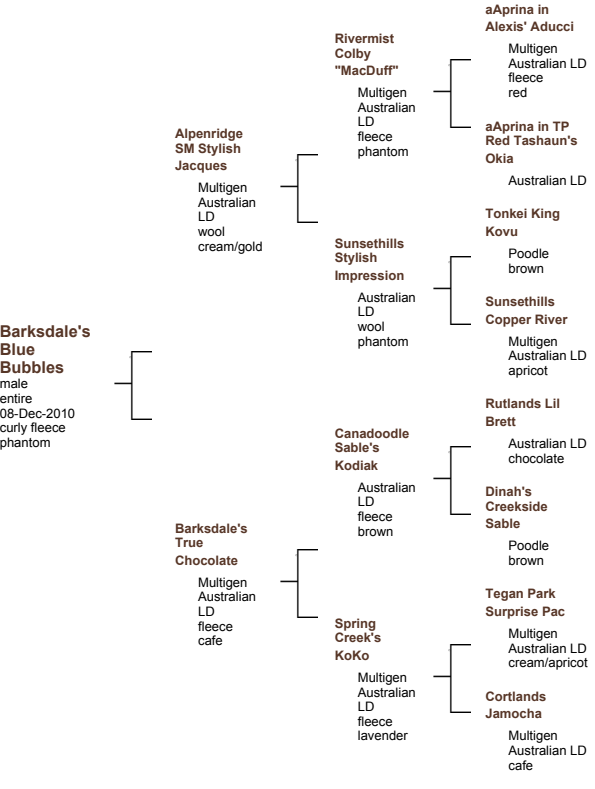 Barksdale's
Blue
Bubbles
male
entire
08-Dec-2010
curly fleece
phantom
Alpenridge
SM Stylish
Jacques
Multigen
Australian
LD
wool
cream/gold
Rivermist
Colby
"MacDuff"
Multigen
Australian
LD
fleece
phantom
aAprina in
Alexis' Aducci
Multigen
Australian LD
fleece
red
aAprina in TP
Red Tashaun's
Okia
Australian LD
Sunsethills
Stylish
Impression
Australian
LD
wool
phantom
Tonkei King
Kovu
Poodle
brown
Sunsethills
Copper River
Multigen
Australian LD
apricot
Barksdale's
True
Chocolate
Multigen
Australian
LD
fleece
cafe
Canadoodle
Sable's
Kodiak
Australian
LD
fleece
brown
Rutlands Lil
Brett
Australian LD
chocolate
Dinah's
Creekside
Sable
Poodle
brown
Spring
Creek's
KoKo
Multigen
Australian
LD
fleece
lavender
Tegan Park
Surprise Pac
Multigen
Australian LD
cream/apricot
Cortlands
Jamocha
Multigen
Australian LD
cafe